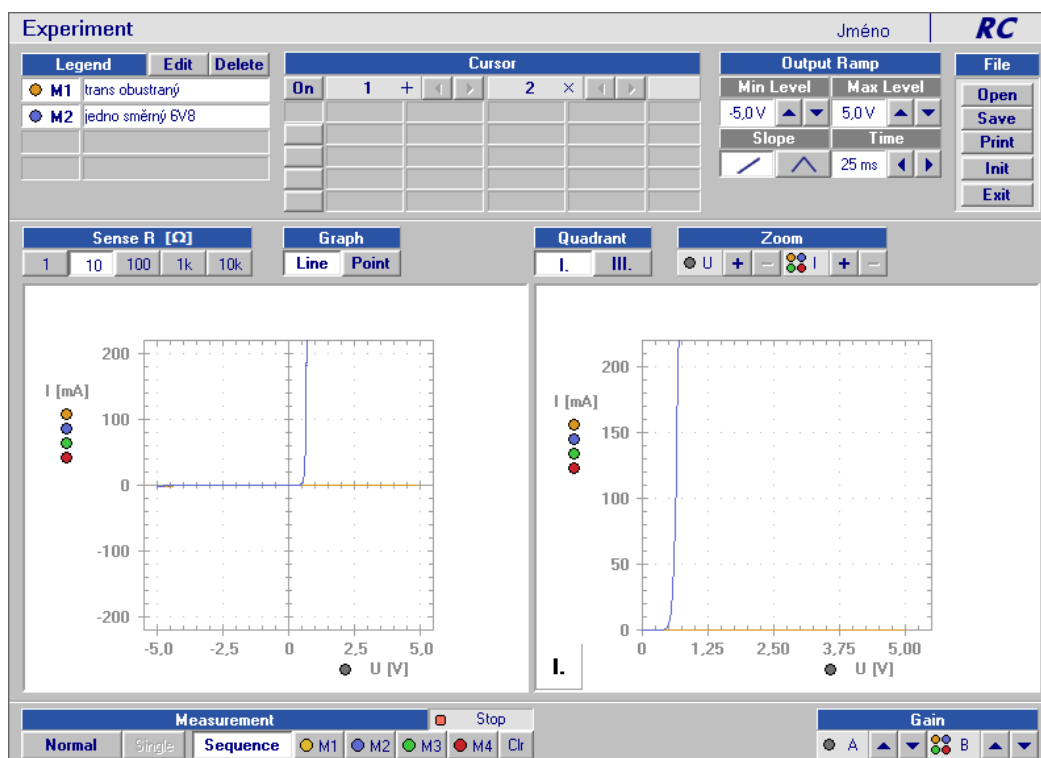 Experiment Jméno RC
Legend Edit Delete Cursor Output Ramp File
M1 trans obustraný On 1 + 2 × Min Level Max Level Open
M2 jedno směrný 6V8 -5,0 V 5,0 V Save
Slope Time Print
25 ms Init
Exit
Sense R [Ω] Graph Quadrant Zoom
1 10 100 1k 10k Line Point I. III. U + − I + −
200
I [mA]
100
0
-100
-200
-5,0 -2,5 0 2,5 5,0
U [V]
200
I [mA]
150
100
50
0
0 1,25 2,50 3,75 5,00
I. U [V]
Measurement Stop Gain
Normal Single Sequence M1 M2 M3 M4 Clr A B